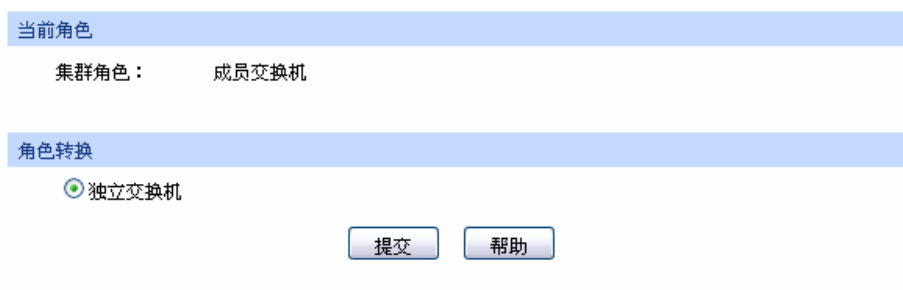 当前角色
集群角色： 成员交换机
角色转换
独立交换机
提交 帮助